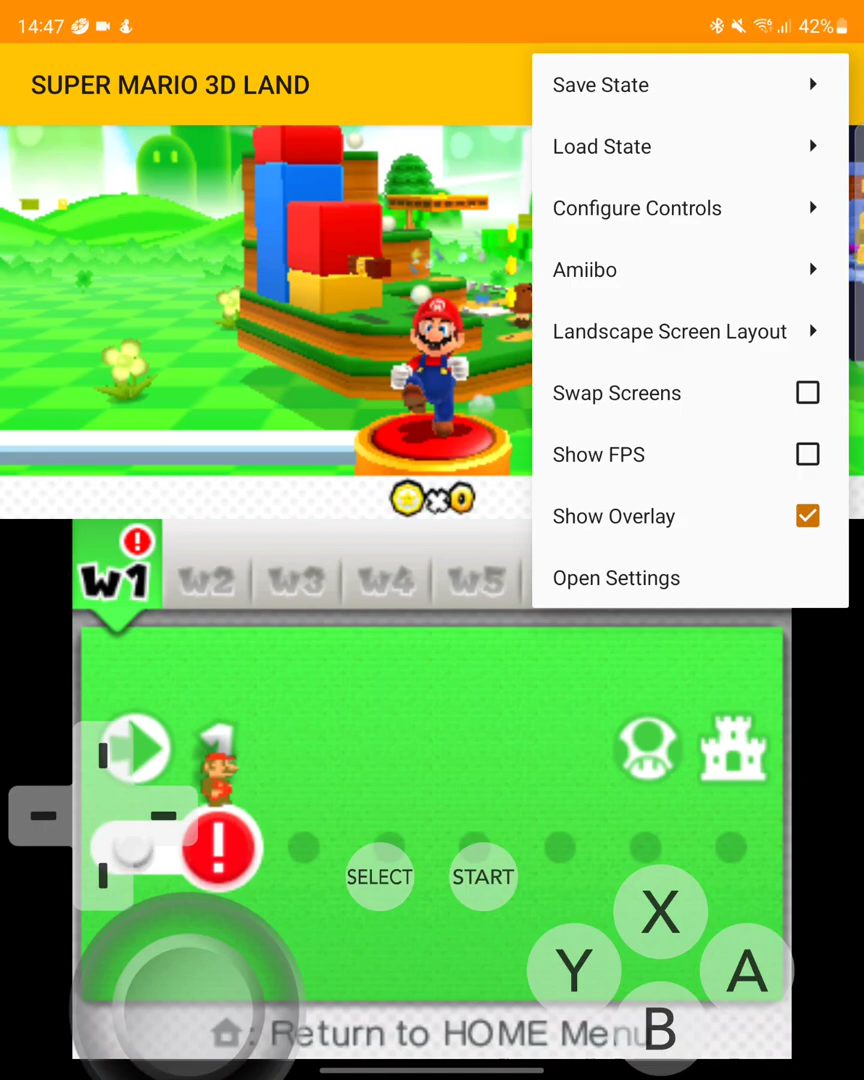 14:47
42%
SUPER MARIO 3D LAND
Save State
Load State
Configure Controls
Amiibo
Landscape Screen Layout
Swap Screens
Show FPS
Show Overlay
Open Settings
×0
W1 W2 W3 W4 W5
1
!
SELECT START
X
Y A
B
: Return to HOME Menu